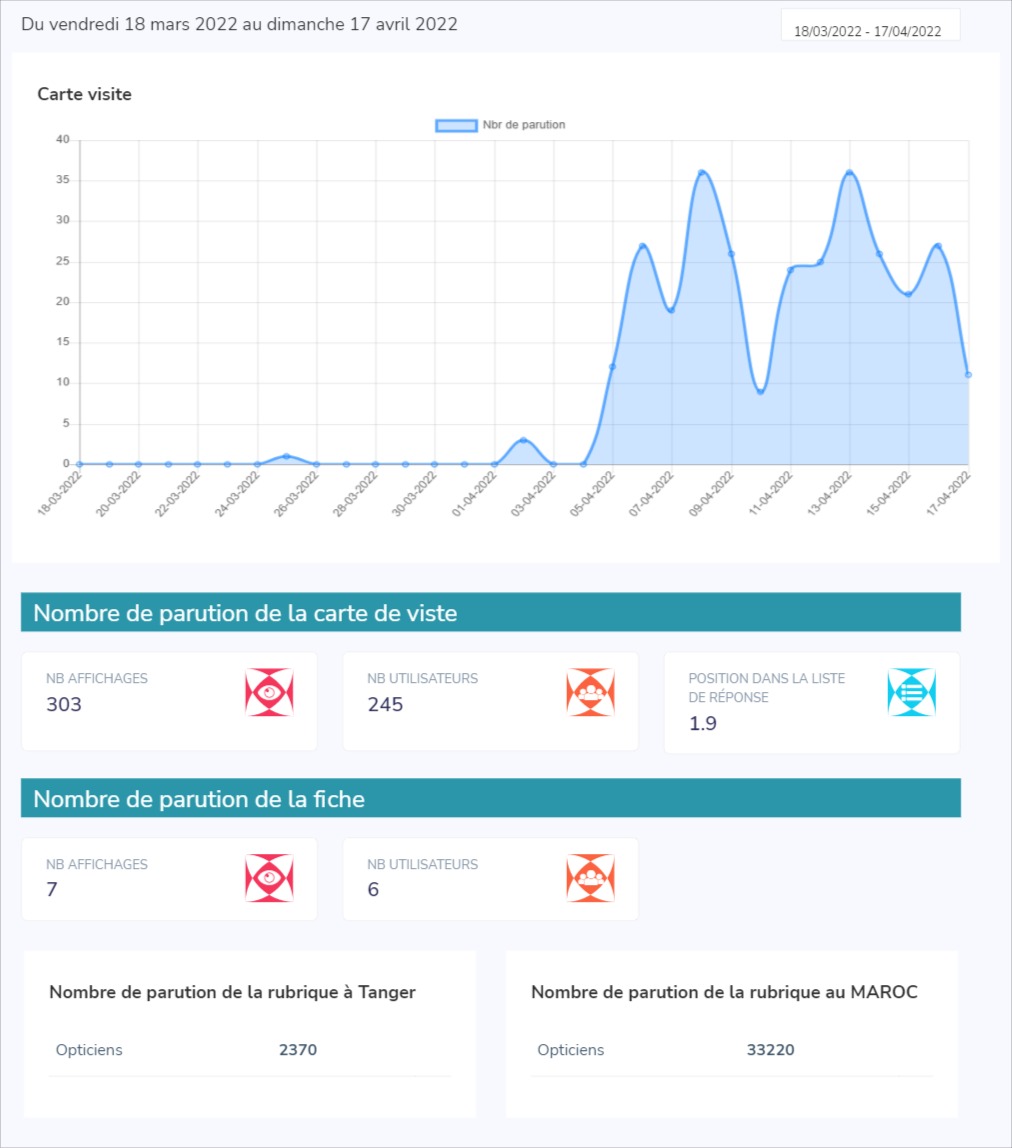 Du vendredi 18 mars 2022 au dimanche 17 avril 2022
18/03/2022 - 17/04/2022
Carte visite
Nbr de parution
40
35
30
25
20
15
10
5
0
18-03-2022
20-03-2022
22-03-2022
24-03-2022
26-03-2022
28-03-2022
30-03-2022
01-04-2022
03-04-2022
05-04-2022
07-04-2022
09-04-2022
11-04-2022
13-04-2022
15-04-2022
17-04-2022
Nombre de parution de la carte de viste
NB AFFICHAGES
303
NB UTILISATEURS
245
POSITION DANS LA LISTE
DE RÉPONSE
1.9
Nombre de parution de la fiche
NB AFFICHAGES
7
NB UTILISATEURS
6
Nombre de parution de la rubrique à Tanger
Opticiens 2370
Nombre de parution de la rubrique au MAROC
Opticiens 33220